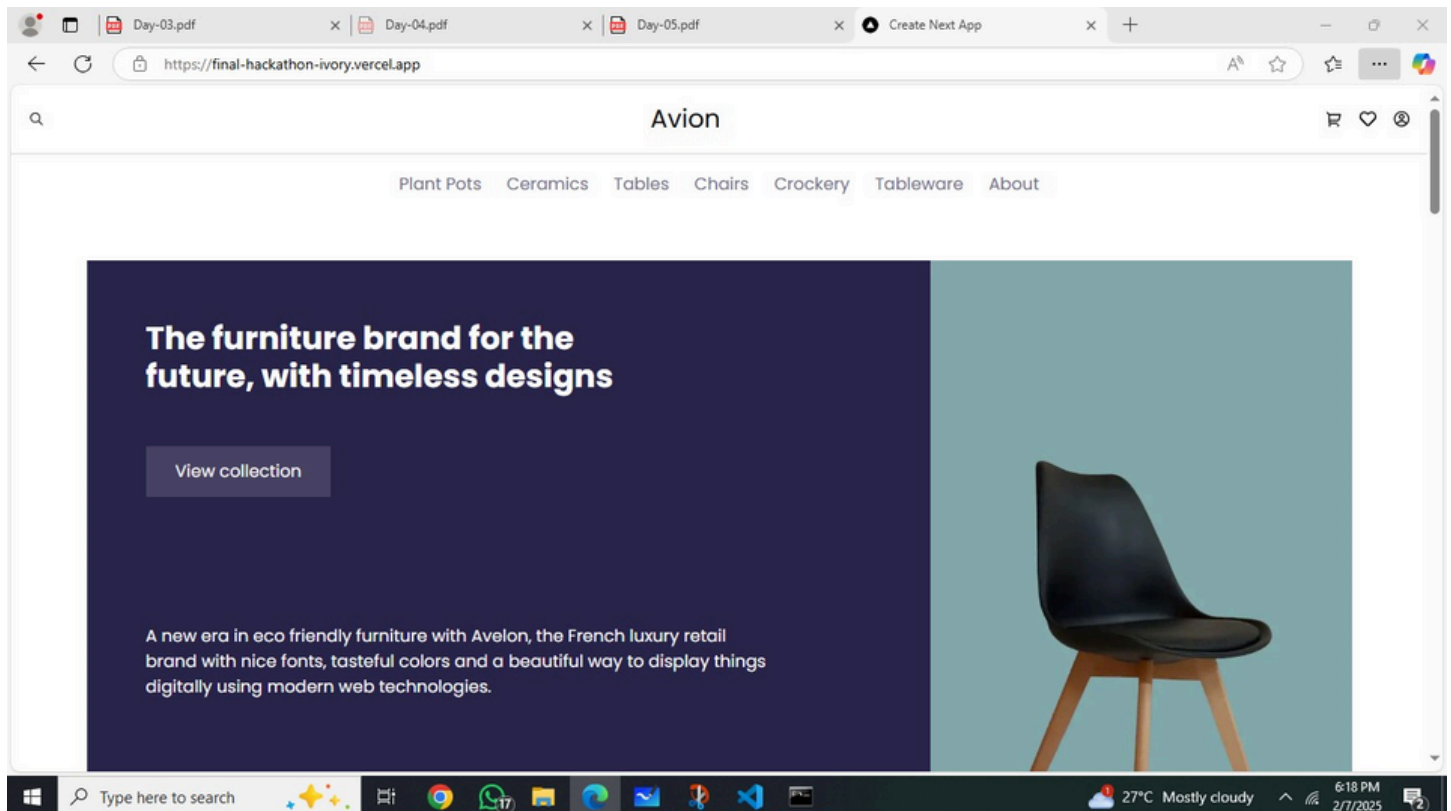 Day-03.pdf
Day-04.pdf
Day-05.pdf
Create Next App
https://final-hackathon-ivory.vercel.app
Avion
Plant Pots Ceramics Tables Chairs Crockery Tableware About
The furniture brand for the
future, with timeless designs
View collection
A new era in eco friendly furniture with Avelon, the French luxury retail
brand with nice fonts, tasteful colors and a beautiful way to display things
digitally using modern web technologies.
Type here to search
17
27°C Mostly cloudy
6:18 PM
2/7/2025
2